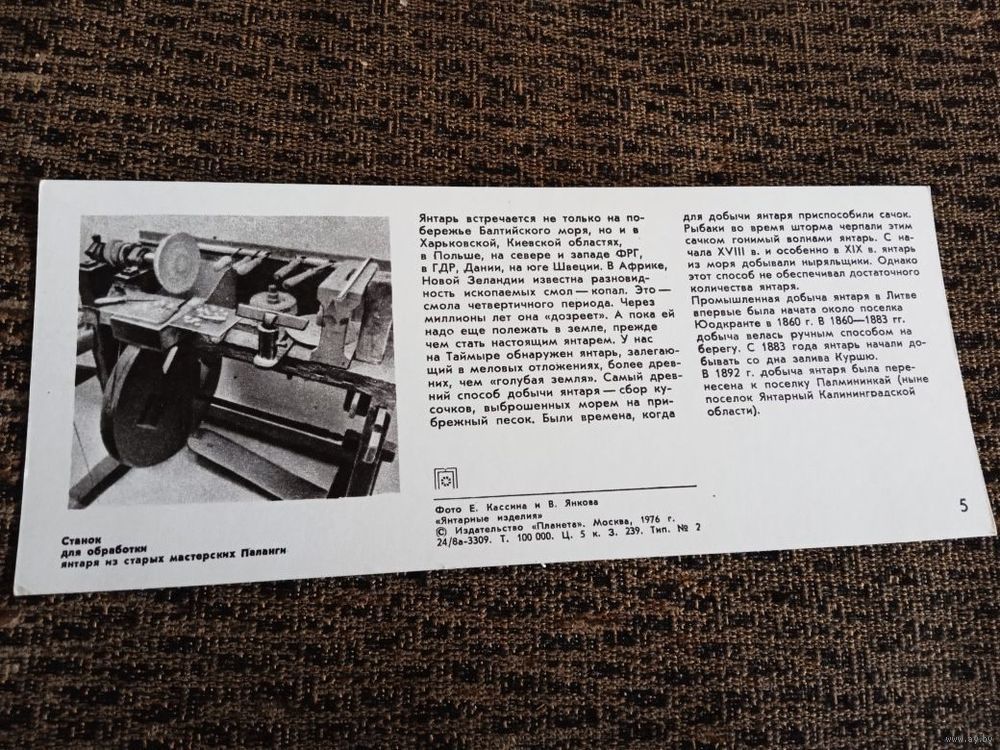 Янтарь встречается не только на по-
бережье Балтийского моря, но и в
Харьковской, Киевской областях,
в Польше, на севере и западе ФРГ,
в ГДР, Дании, на юге Швеции. В Африке,
Новой Зеландии известна разновид-
ность ископаемых смол — копал. Это —
смола четвертичного периода. Через
миллионы лет она «дозреет». А пока ей
надо еще полежать в земле, прежде
чем стать настоящим янтарем. У нас
на Таймыре обнаружен янтарь, залегаю-
щий в меловых отложениях, более древ-
них, чем «голубая земля». Самый древ-
ний способ добычи янтаря — сбор ку-
сочков, выброшенных морем на при-
брежный песок. Были времена, когда
для добычи янтаря приспособили сачок.
Рыбаки во время шторма черпали этим
сачком гонимый волнами янтарь. С на-
чала XVIII в. и особенно в XIX в. янтарь
из моря добывали ныряльщики. Однако
этот способ не обеспечивал достаточного
количества янтаря.
Промышленная добыча янтаря в Литве
впервые была начата около поселка
Юодкранте в 1860 г. В 1860—1883 гг.
добыча велась ручным способом на
берегу. С 1883 года янтарь начали до-
бывать со дна залива Куршю.
В 1892 г. добыча янтаря была пере-
несена к поселку Палмининкай (ныне
поселок Янтарный Калининградской
области).
Фото Е. Кассина и В. Янкова
«Янтарные изделия»
© Издательство «Планета». Москва, 1976 г.
24/8а-3309. Т. 100 000. Ц. 5 к. З. 239. Тип. № 2
5
Станок
для обработки
янтаря из старых мастерских Паланги
www.ay.by